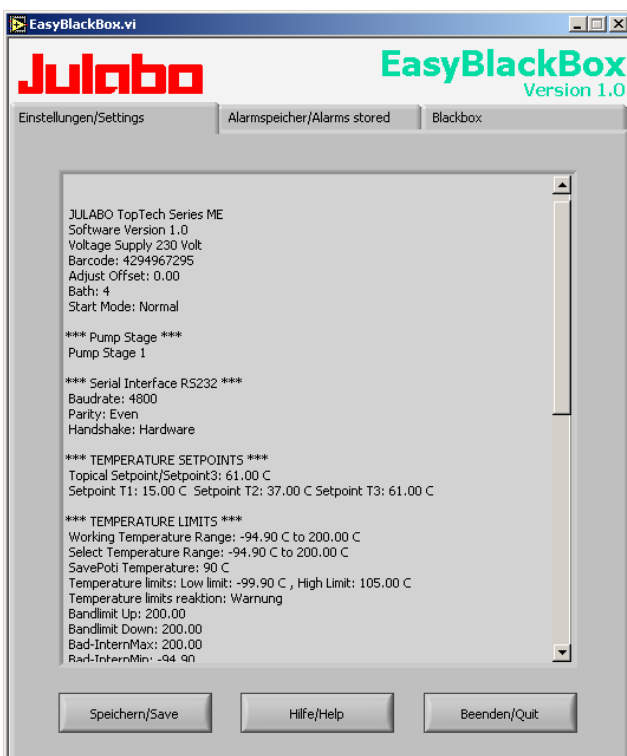 EasyBlackBox.vi
Julabo
EasyBlackBox
Version 1.0
Einstellungen/Settings
Alarmspeicher/Alarms stored
Blackbox
JULABO TopTech Series ME
Software Version 1.0
Voltage Supply 230 Volt
Barcode: 4294967295
Adjust Offset: 0.00
Bath: 4
Start Mode: Normal
*** Pump Stage ***
Pump Stage 1
*** Serial Interface RS232 ***
Baudrate: 4800
Parity: Even
Handshake: Hardware
*** TEMPERATURE SETPOINTS ***
Topical Setpoint/Setpoint3: 61.00 C
Setpoint T1: 15.00 C Setpoint T2: 37.00 C Setpoint T3: 61.00 C
*** TEMPERATURE LIMITS ***
Working Temperature Range: -94.90 C to 200.00 C
Select Temperature Range: -94.90 C to 200.00 C
SavePoti Temperature: 90 C
Temperature limits: Low limit: -99.90 C , High Limit: 105.00 C
Temperature limits reaktion: Warnung
Bandlimit Up: 200.00
Bandlimit Down: 200.00
Bad-InternMax: 200.00
Bad-InternMin: -94.90
Speichern/Save
Hilfe/Help
Beenden/Quit